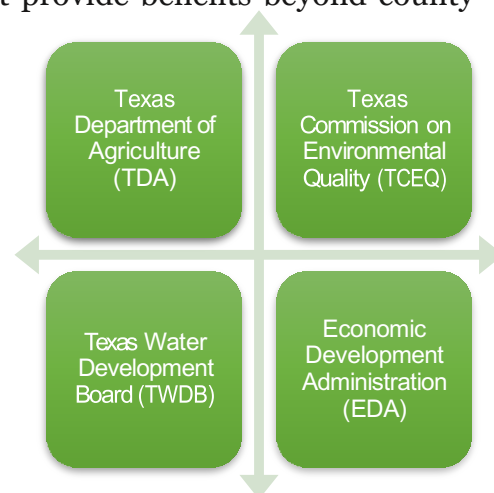 t provide benefits beyond county
Texas
Department of
Agriculture
(TDA)
Texas
Commission on
Environmental
Quality (TCEQ)
Texas Water
Development
Board (TWDB)
Economic
Development
Administration
(EDA)